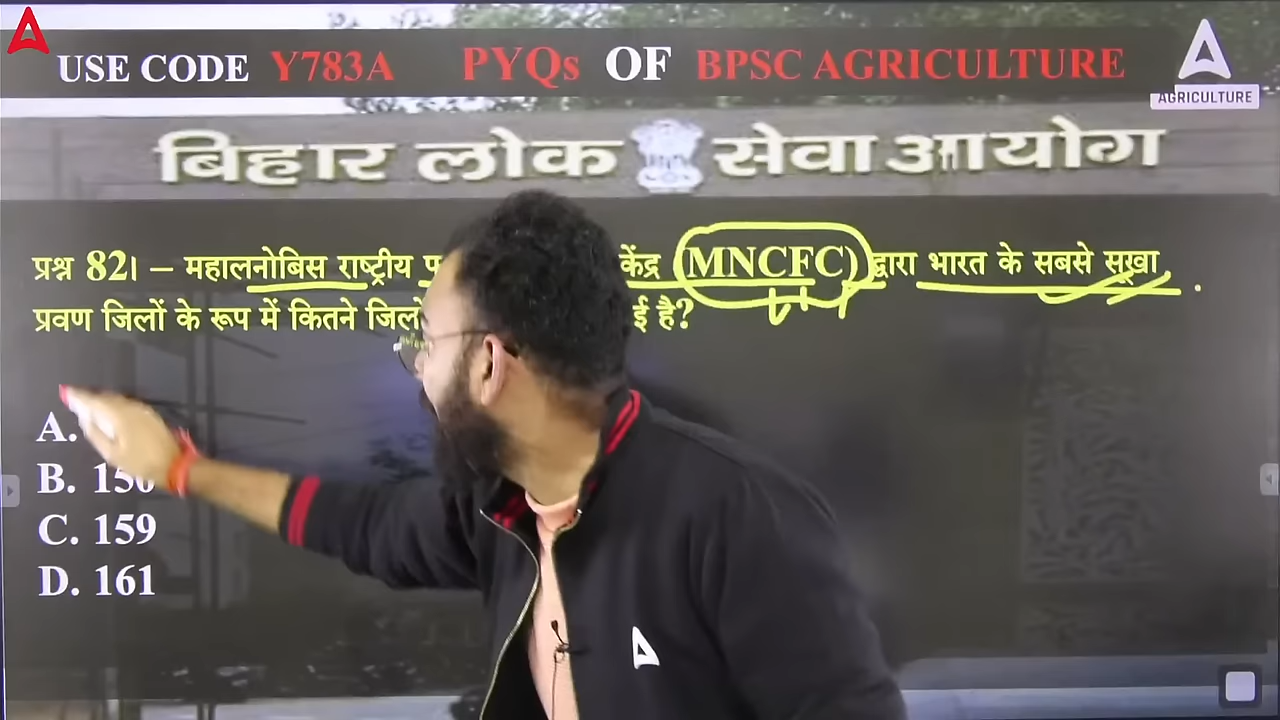 USE CODE Y783A PYQs OF BPSC AGRICULTURE
AGRICULTURE
बिहार लोक सेवा आयोग
प्रश्न 82। – महालनोबिस राष्ट्रीय केंद्र (MNCFC) द्वारा भारत के सबसे सूखा
प्रवण जिलों के रूप में कितने है?
A.
B.
C. 159
D. 161